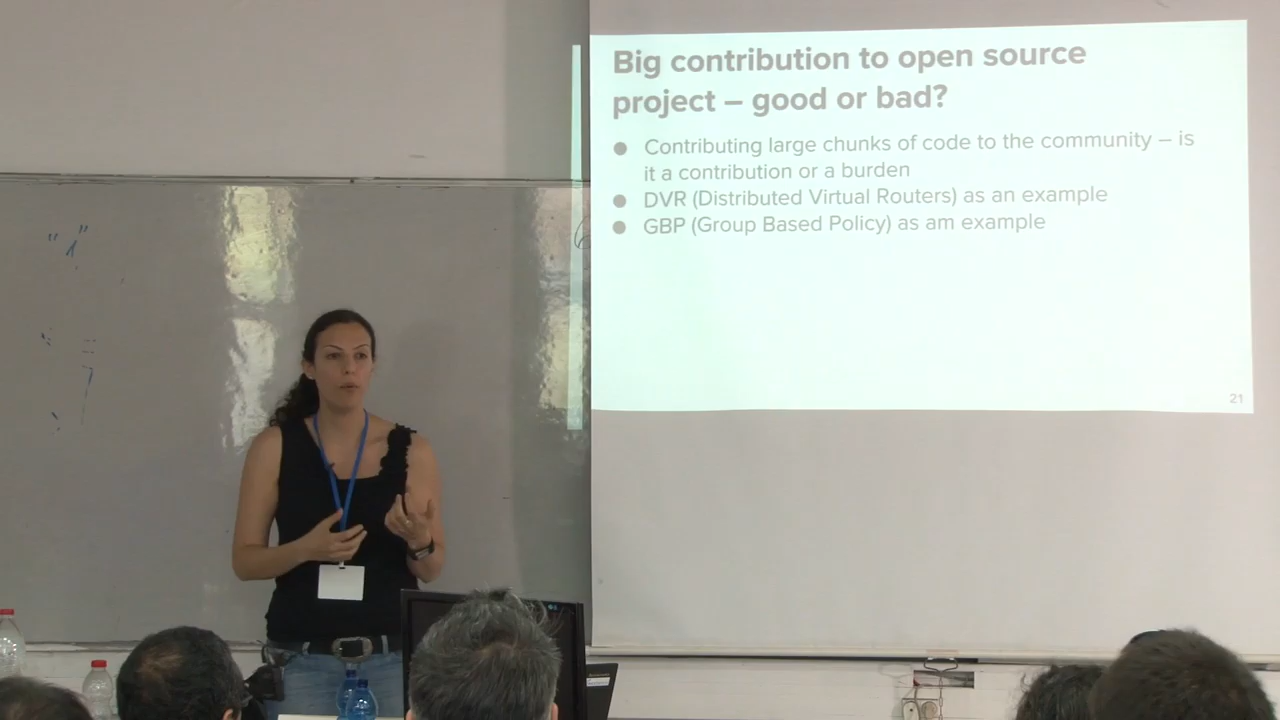 Big contribution to open source
project – good or bad?
● Contributing large chunks of code to the community – is
it a contribution or a burden
● DVR (Distributed Virtual Routers) as an example
● GBP (Group Based Policy) as am example
21